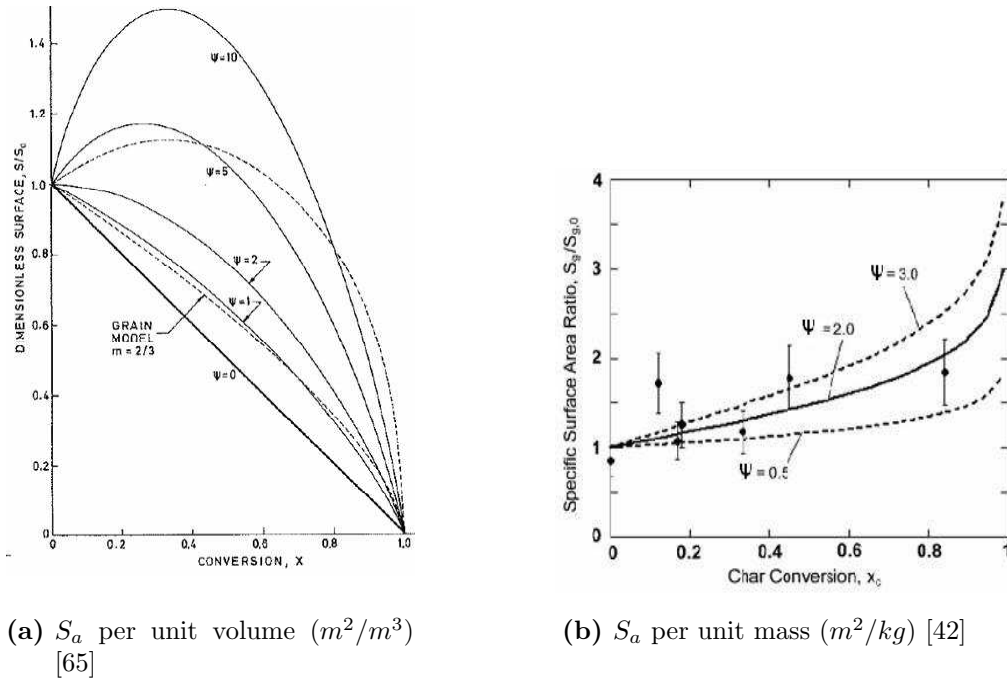 1.4
1.2
1.0
0.8
0.6
0.4
0.2
0
DIMENSIONLESS SURFACE, S/S₀
Ψ=10
Ψ=5
Ψ=2
Ψ=1
GRAIN
MODEL
m = 2/3
Ψ=0
0 0.2 0.4 0.6 0.8 1.0
CONVERSION, X
4
3
2
1
0
Specific Surface Area Ratio, Sg/Sg,0
Ψ=3.0
Ψ=2.0
Ψ=0.5
0 0.2 0.4 0.6 0.8 1
Char Conversion, xc
(a) Sa per unit volume (m²/m³)
[65]
(b) Sa per unit mass (m²/kg) [42]